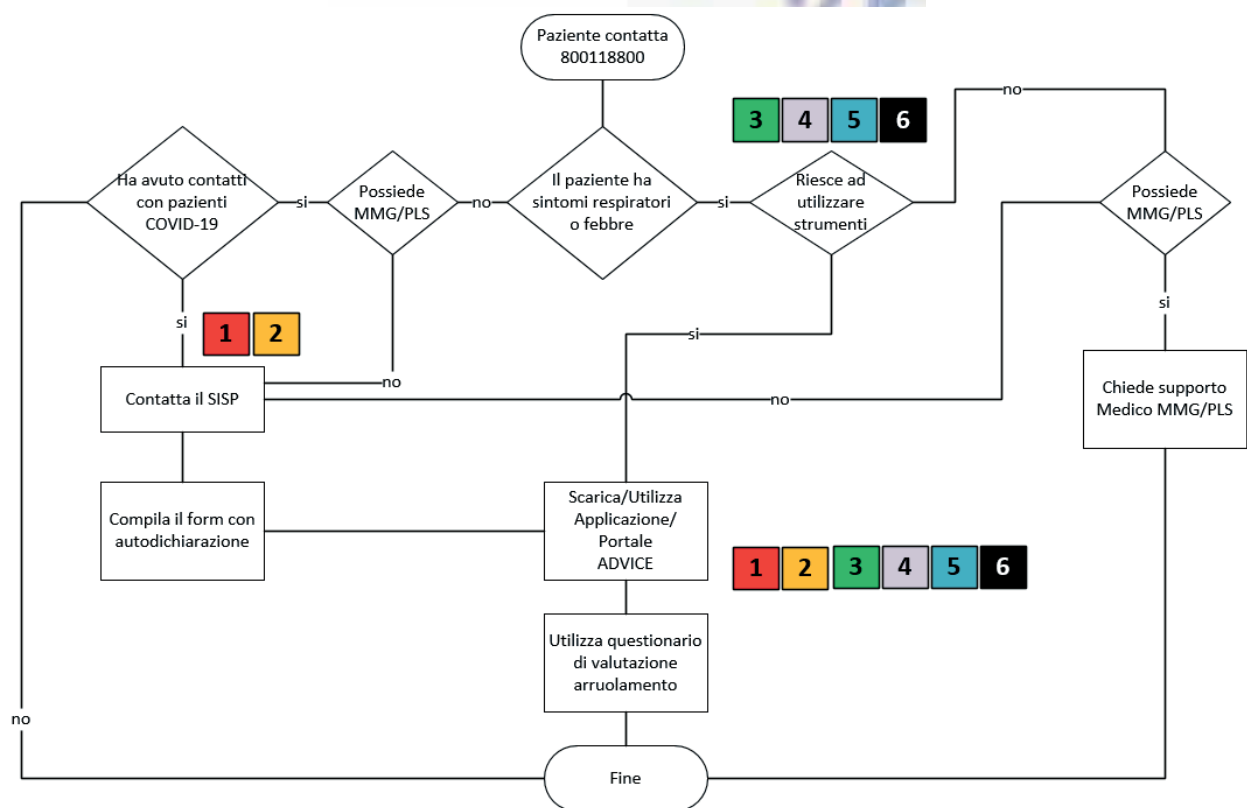 Paziente contatta
800118800
no
3 4 5 6
Ha avuto contatti
con pazienti
COVID-19
si
Possiede
MMG/PLS
no
Il paziente ha
sintomi respiratori
o febbre
si
Riesce ad
utilizzare
strumenti
Possiede
MMG/PLS
si
1 2
si
si
no
Contatta il SISP
no
Chiede supporto
Medico MMG/PLS
Compila il form con
autodichiarazione
Scarica/Utilizza
Applicazione/
Portale
ADVICE
1 2 3 4 5 6
Utilizza questionario
di valutazione
arruolamento
no
Fine